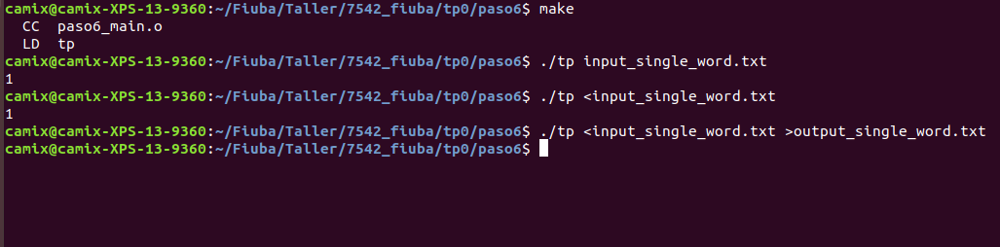 camix@camix-XPS-13-9360:~/Fiuba/Taller/7542_fiuba/tp0/paso6$ make
  CC  paso6_main.o
  LD  tp
camix@camix-XPS-13-9360:~/Fiuba/Taller/7542_fiuba/tp0/paso6$ ./tp input_single_word.txt
1
camix@camix-XPS-13-9360:~/Fiuba/Taller/7542_fiuba/tp0/paso6$ ./tp <input_single_word.txt
1
camix@camix-XPS-13-9360:~/Fiuba/Taller/7542_fiuba/tp0/paso6$ ./tp <input_single_word.txt >output_single_word.txt
camix@camix-XPS-13-9360:~/Fiuba/Taller/7542_fiuba/tp0/paso6$